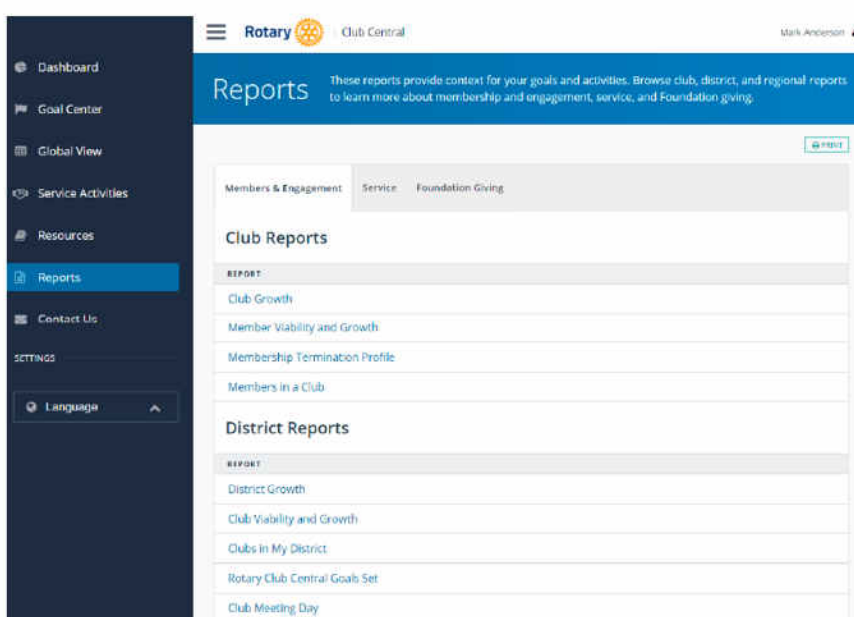 Rotary
Club Central
Mark Anderson
Dashboard
Goal Center
Global View
Service Activities
Resources
Reports
Contact Us
SETTINGS
Language
Reports
These reports provide context for your goals and activities. Browse club, district, and regional reports
to learn more about membership and engagement, service, and Foundation giving.
PRINT
Members & Engagement
Service
Foundation Giving
Club Reports
REPORT
Club Growth
Member Viability and Growth
Membership Termination Profile
Members in a Club
District Reports
REPORT
District Growth
Club Viability and Growth
Clubs in My District
Rotary Club Central Goals Set
Club Meeting Day